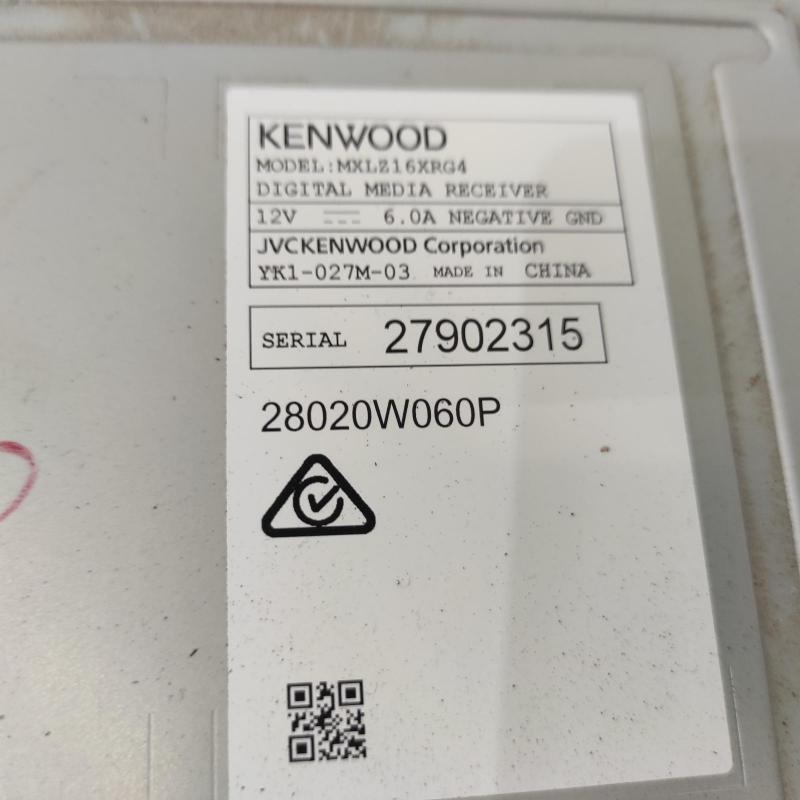 KENWOOD
MODEL:MXLZ16XRG4
DIGITAL MEDIA RECEIVER
12V ⎓ 6.0A NEGATIVE GND
JVCKENWOOD Corporation
YK1-027M-03 MADE IN CHINA
SERIAL 27902315
28020W060P